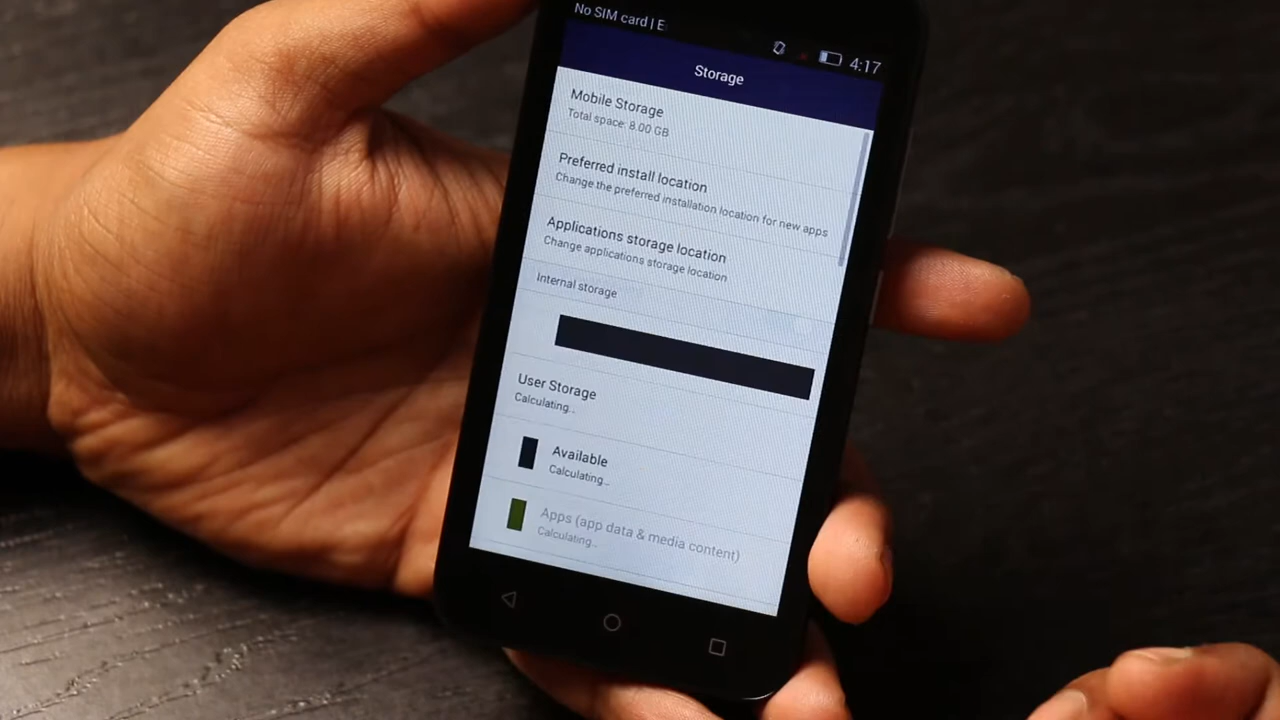 No SIM card | E
4:17
Storage
Mobile Storage
Total space: 8.00 GB
Preferred install location
Change the preferred installation location for new apps
Applications storage location
Change applications storage location
Internal storage
User Storage
Calculating..
Available
Calculating..
Apps (app data & media content)
Calculating..